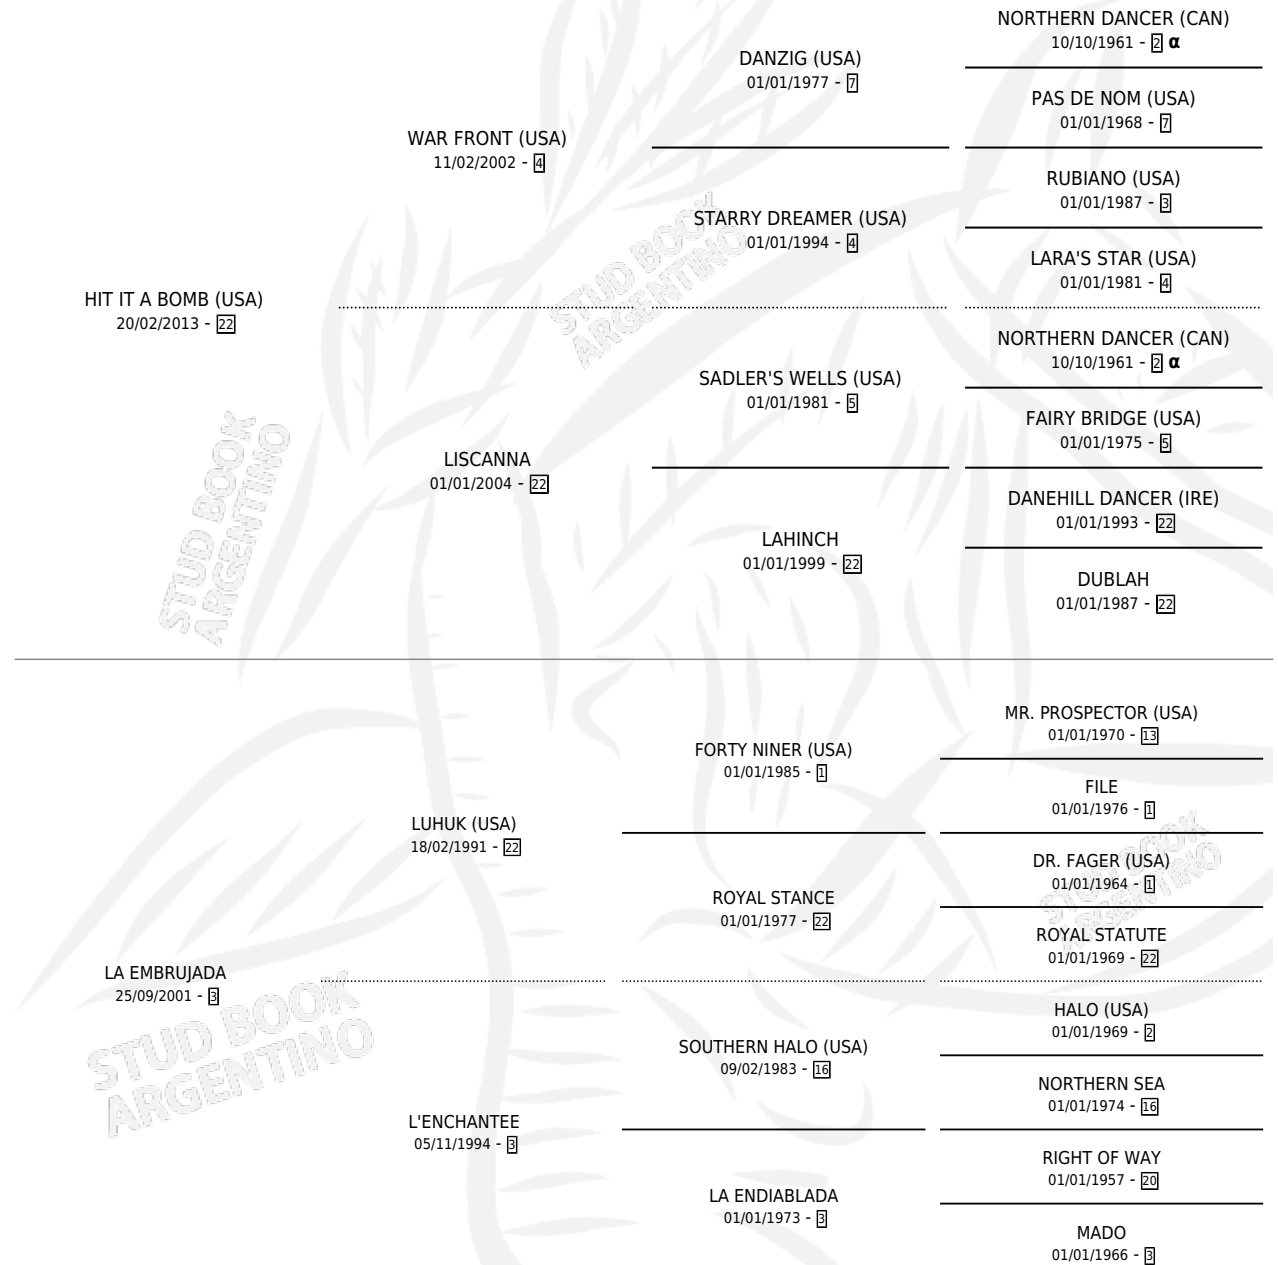 NORTHERN DANCER (CAN)
10/10/1961 - 2 α
DANZIG (USA)
01/01/1977 - 7
PAS DE NOM (USA)
01/01/1968 - 7
WAR FRONT (USA)
11/02/2002 - 4
RUBIANO (USA)
01/01/1987 - 3
STARRY DREAMER (USA)
01/01/1994 - 4
LARA'S STAR (USA)
01/01/1981 - 4
HIT IT A BOMB (USA)
20/02/2013 - 22
NORTHERN DANCER (CAN)
10/10/1961 - 2 α
SADLER'S WELLS (USA)
01/01/1981 - 5
FAIRY BRIDGE (USA)
01/01/1975 - 5
LISCANNA
01/01/2004 - 22
DANEHILL DANCER (IRE)
01/01/1993 - 22
LAHINCH
01/01/1999 - 22
DUBLAH
01/01/1987 - 22
MR. PROSPECTOR (USA)
01/01/1970 - 13
FORTY NINER (USA)
01/01/1985 - 1
FILE
01/01/1976 - 1
LUHUK (USA)
18/02/1991 - 22
DR. FAGER (USA)
01/01/1964 - 1
ROYAL STANCE
01/01/1977 - 22
ROYAL STATUTE
01/01/1969 - 22
LA EMBRUJADA
25/09/2001 - 3
HALO (USA)
01/01/1969 - 2
SOUTHERN HALO (USA)
09/02/1983 - 16
NORTHERN SEA
01/01/1974 - 16
L'ENCHANTEE
05/11/1994 - 3
RIGHT OF WAY
01/01/1957 - 20
LA ENDIABLADA
01/01/1973 - 3
MADO
01/01/1966 - 3
STUD BOOK
ARGENTINO
STUD BOOK
ARGENTINO
STUD BOOK
ARGENTINO
STUD BOOK
ARGENTINO